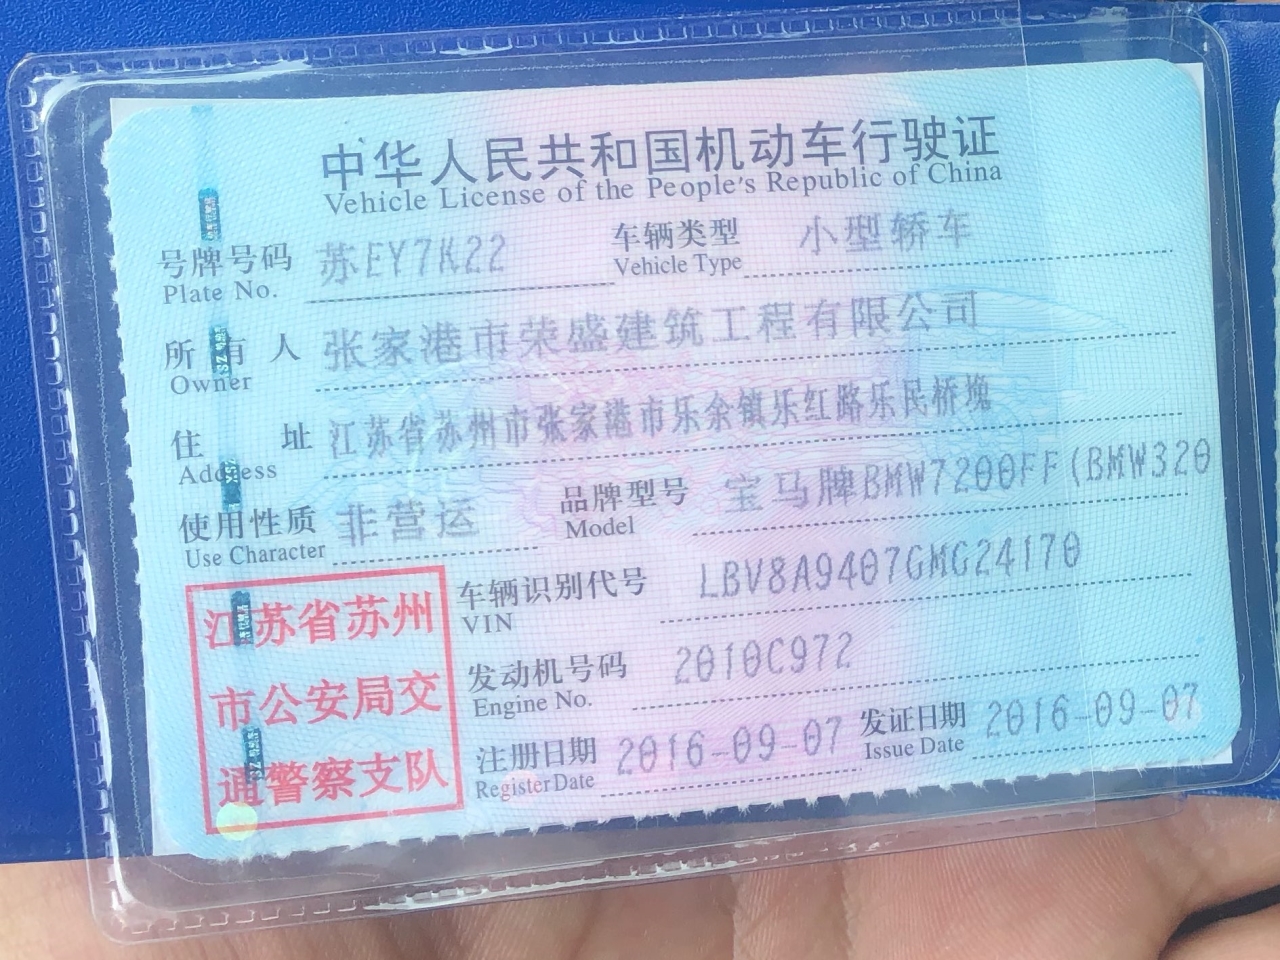 中华人民共和国机动车行驶证
Vehicle License of the People's Republic of China
号牌号码 苏EY7K22 车辆类型 小型轿车
Plate No. Vehicle Type
所有人 张家港市荣盛建筑工程有限公司
Owner
住址 江苏省苏州市张家港市乐余镇乐红路乐民桥堍
Address
使用性质 非营运 品牌型号 宝马牌BMW7200FF(BMW320
Use Character Model
江苏省苏州
市公安局交
通警察支队
车辆识别代号 LBV8A9407GMG24170
VIN
发动机号码 2010C972
Engine No.
注册日期 2016-09-07 发证日期 2016-09-07
Register Date Issue Date